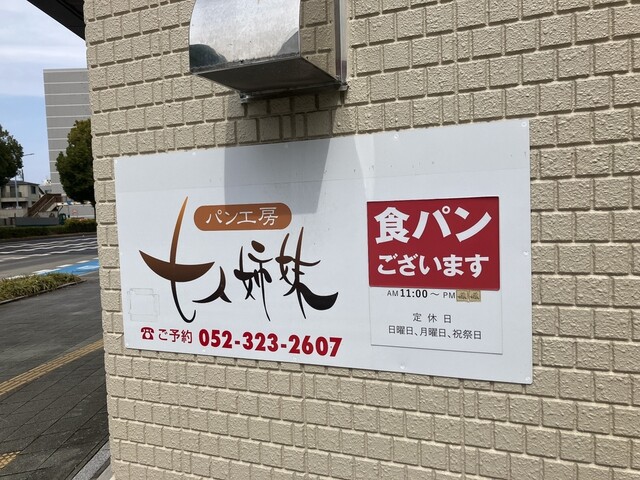 パン工房
七人姉妹
☎ご予約 052-323-2607
食パン
ございます
AM 11:00～PM
定休日
日曜日、月曜日、祝祭日